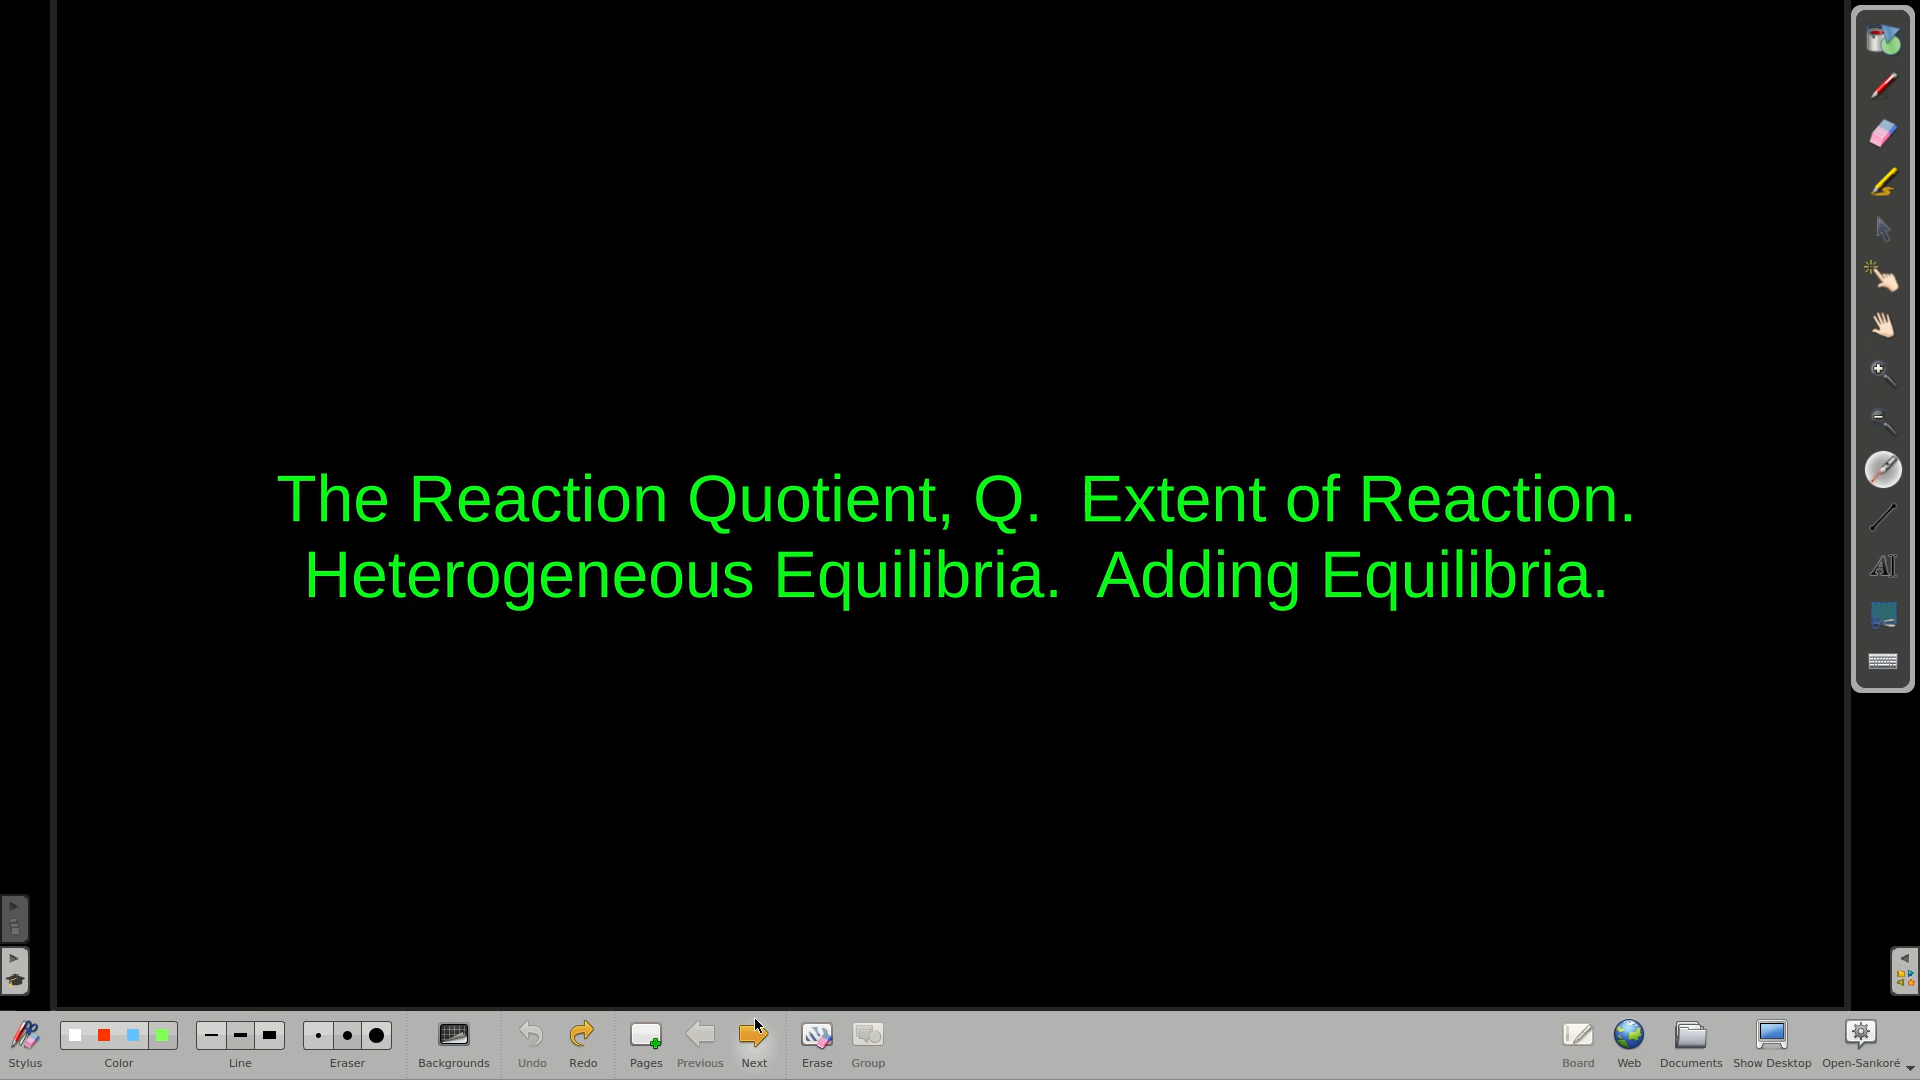 The Reaction Quotient, Q.  Extent of Reaction.
Heterogeneous Equilibria.  Adding Equilibria.
Stylus
Color
Line
Eraser
Backgrounds
Undo
Redo
Pages
Previous
Next
Erase
Group
Board
Web
Documents
Show Desktop
Open-Sankoré
AI